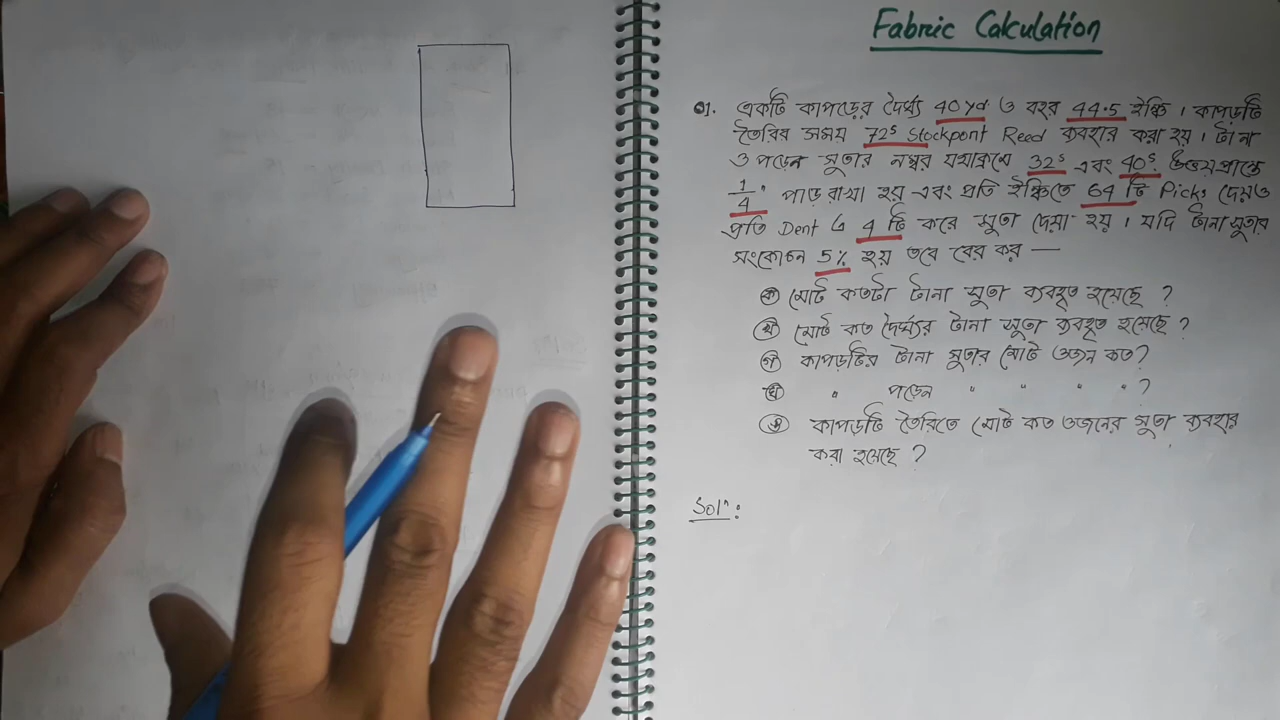 Fabric Calculation
01. একটি কাপড়ের দৈর্ঘ্য 40 yd ও বহর 44.5 ইঞ্চি। কাপড়টি
তৈরির সময় 72s Stockport Reed ব্যবহার করা হয়। টানা
ও পড়েন সুতার নম্বর যথাক্রমে 32s এবং 40s. উভয়প্রান্তে
1/4" পাড় রাখা হয় এবং প্রতি ইঞ্চিতে 64 টি Picks দেয়ও
প্রতি Dent এ 4 টি করে সুতা দেয়া হয়। যদি টানা সুতার
সংকোচন 5% হয় তবে বের কর —
ক মোট কতটা টানা সুতা ব্যবহৃত হয়েছে ?
খ মোট কত দৈর্ঘ্যের টানা সুতা ব্যবহৃত হয়েছে ?
গ কাপড়টির টানা সুতার মোট ওজন কত?
ঘ " পড়েন " " " " ?
ঙ কাপড়টি তৈরিতে মোট কত ওজনের সুতা ব্যবহার
করা হয়েছে ?
Solⁿ: